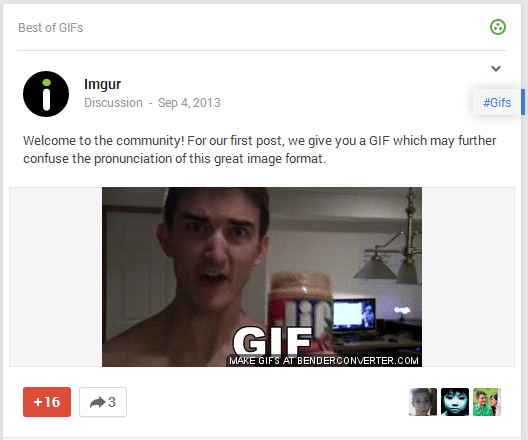 Best of GIFs
Imgur
Discussion - Sep 4, 2013
#Gifs
Welcome to the community! For our first post, we give you a GIF which may further
confuse the pronunciation of this great image format.
Jif
GIF
MAKE GIFS AT BENDERCONVERTER.COM
+16
3